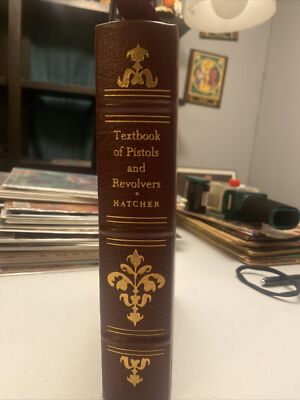 Textbook
of Pistols
and
Revolvers
•
HATCHER